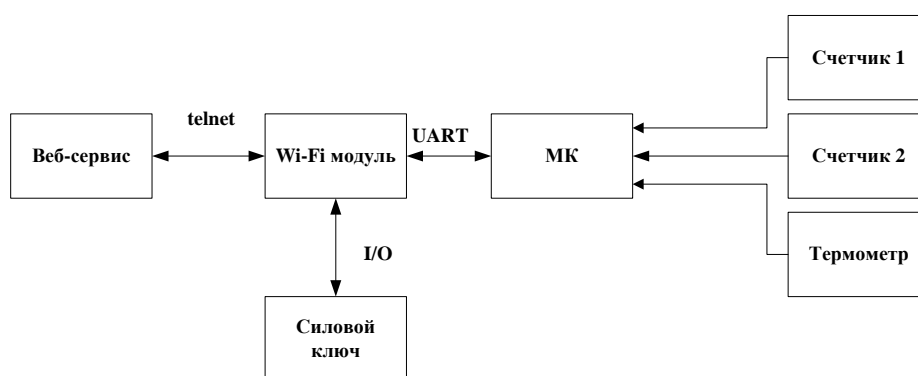 Счетчик 1
telnet
UART
Веб-сервис
Wi-Fi модуль
МК
Счетчик 2
I/O
Термометр
Силовой
ключ